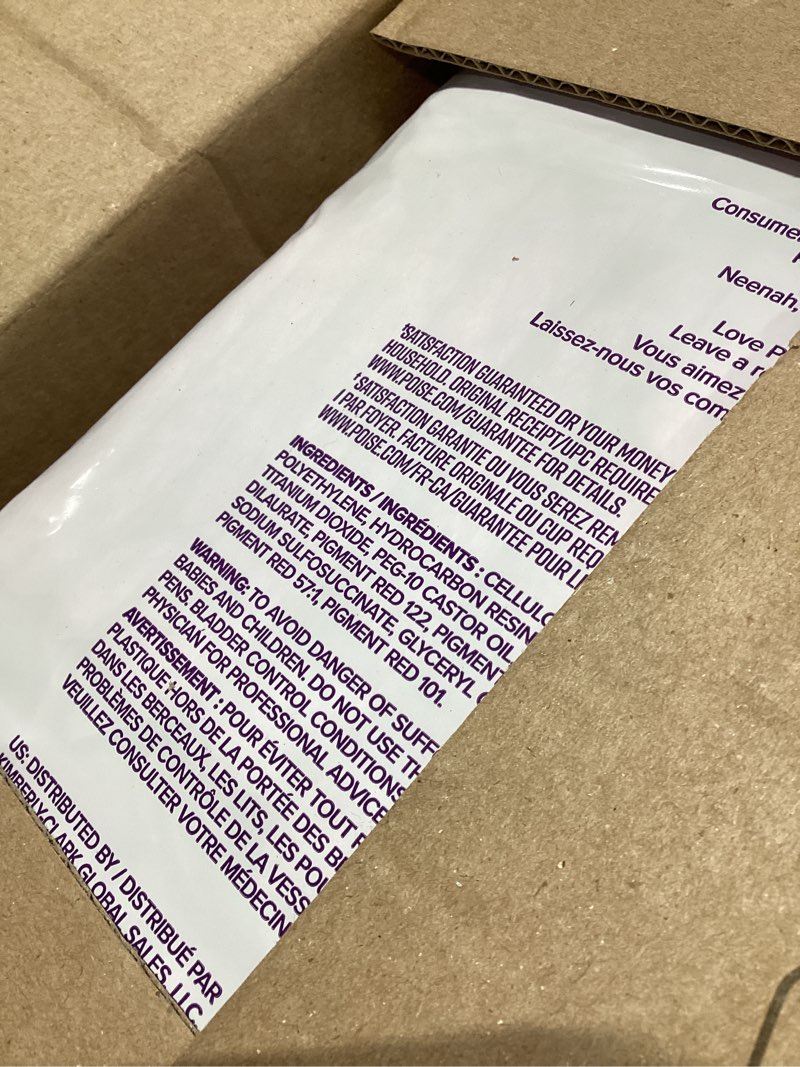 Consume
Neenah,
Love P
Leave a r
Vous aimez
Laissez-nous vos com
†SATISFACTION GUARANTEED OR YOUR MONEY
HOUSEHOLD. ORIGINAL RECEIPT/UPC REQUIRE
WWW.POISE.COM/GUARANTEE FOR DETAILS.
†SATISFACTION GARANTIE OU VOUS SEREZ REM
1 PAR FOYER. FACTURE ORIGINALE OU CUP REQ
WWW.POISE.COM/FR-CA/GUARANTEE POUR LI
INGREDIENTS / INGRÉDIENTS : CELLULO
POLYETHYLENE, HYDROCARBON RESIN
TITANIUM DIOXIDE, PEG-10 CASTOR OIL
DILAURATE, PIGMENT RED 122, PIGMENT
SODIUM SULFOSUCCINATE, GLYCERYL
PIGMENT RED 57:1, PIGMENT RED 101.
WARNING: TO AVOID DANGER OF SUFF
BABIES AND CHILDREN. DO NOT USE TH
PENS. BLADDER CONTROL CONDITIONS
PHYSICIAN FOR PROFESSIONAL ADVICE
AVERTISSEMENT : POUR ÉVITER TOUT
PLASTIQUE HORS DE LA PORTÉE DES B
DANS LES BERCEAUX, LES LITS, LES POU
PROBLÈMES DE CONTRÔLE DE LA VESS
VEUILLEZ CONSULTER VOTRE MÉDECIN
US: DISTRIBUTED BY / DISTRIBUÉ PAR
KIMBERLY-CLARK GLOBAL SALES, LLC